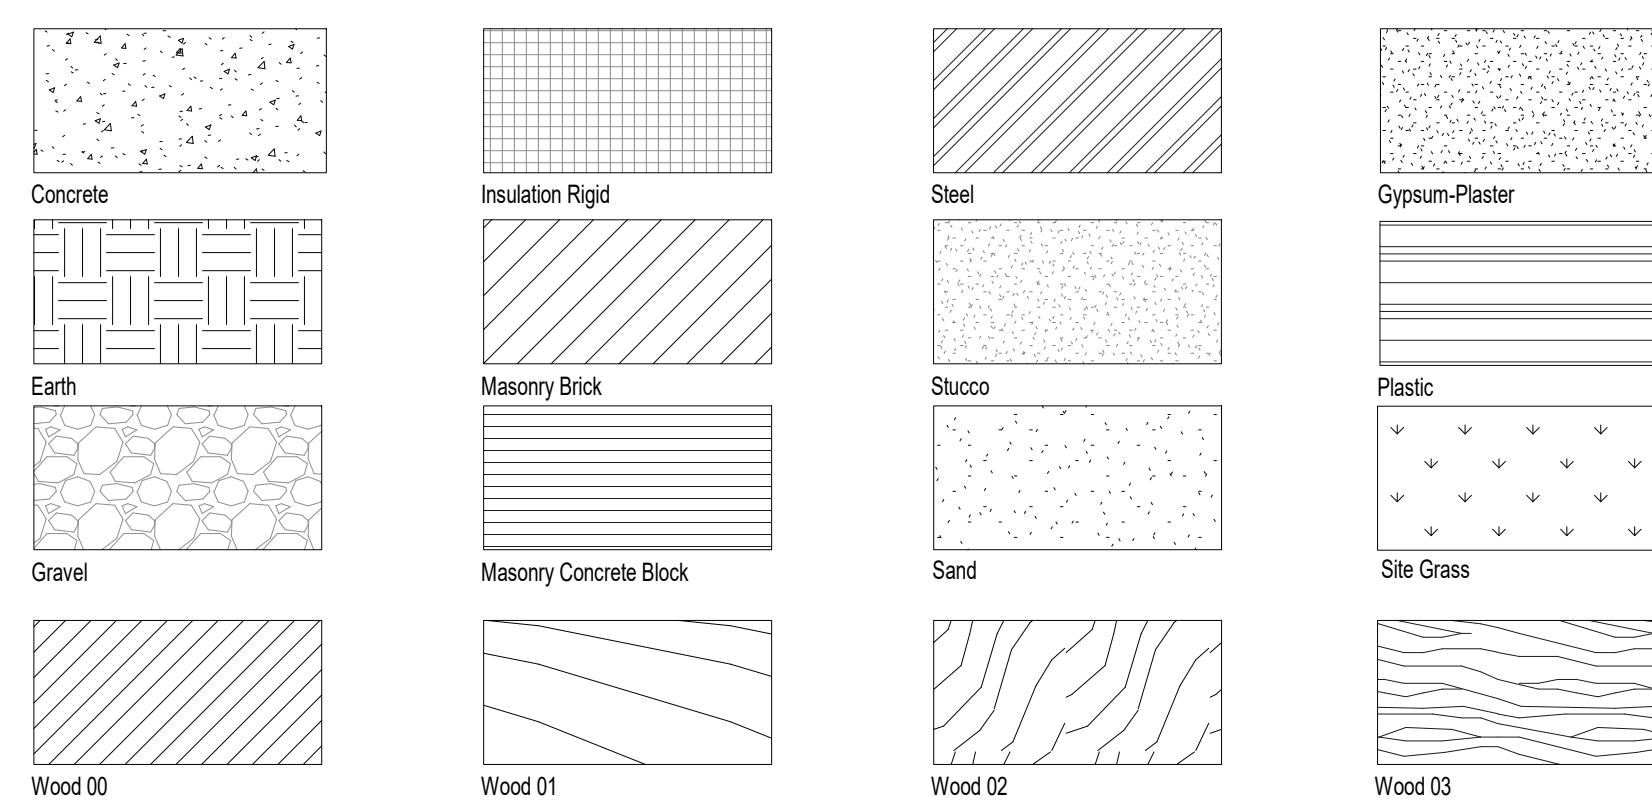 Concrete
Insulation Rigid
Steel
Gypsum-Plaster
Earth
Masonry Brick
Stucco
Plastic
Gravel
Masonry Concrete Block
Sand
Site Grass
Wood 00
Wood 01
Wood 02
Wood 03